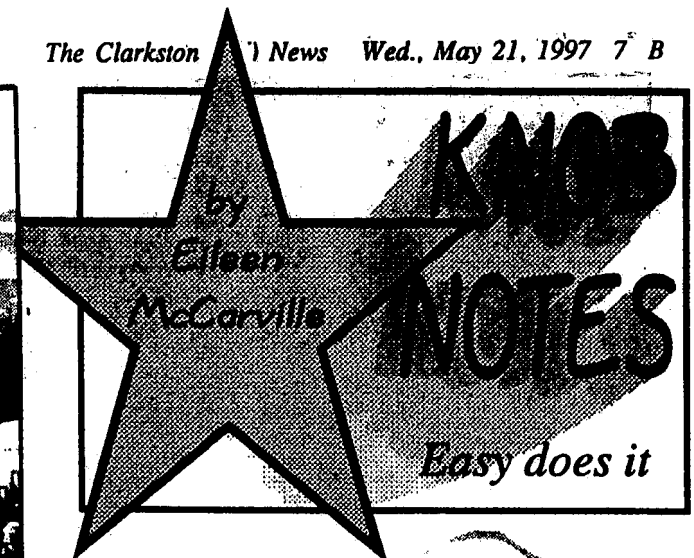 The Clarkston ) News Wed., May 21, 1997 7 B
KNOB
NOTES
by
Eileen
McCarville
Easy does it